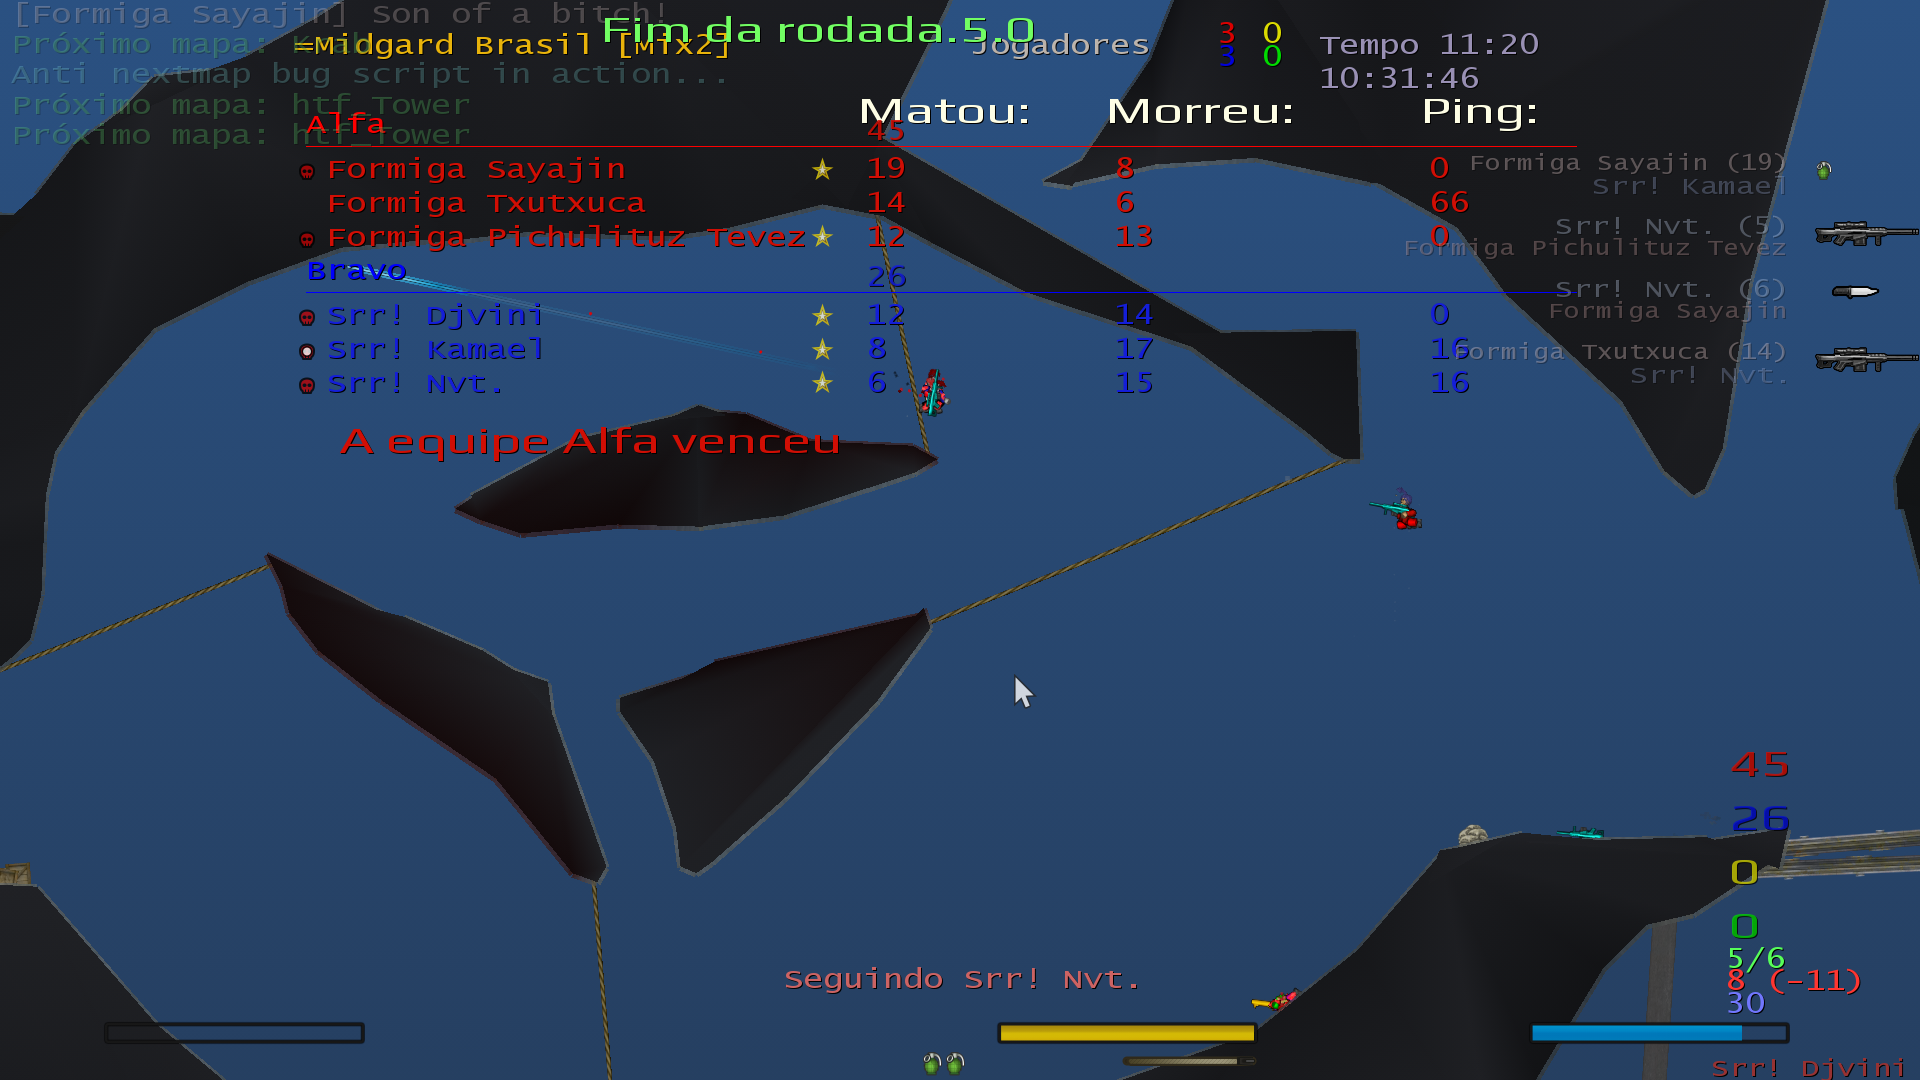 [Formiga Sayajin] Son of a bitch!
Próximo mapa:
Anti nextmap bug script in action...
Próximo mapa: htf_Tower
Próximo mapa: htf_Tower
Fim da rodada.5.0
=Midgard Brasil [Mix2]
Jogadores
3 0
3 0
Tempo 11:20
10:31:46
Matou: Morreu: Ping:
Alfa 45
Formiga Sayajin 19 8 0
Formiga Txutxuca 14 6 66
Formiga Pichulituz Tevez 12 13 0
Bravo 26
Srr! Djvini 12 14 0
Srr! Kamael 8 17 16
Srr! Nvt. 6 15 16
A equipe Alfa venceu
Formiga Sayajin (19)
Srr! Kamael
Srr! Nvt. (5)
Formiga Pichulituz Tevez
Srr! Nvt. (6)
Formiga Sayajin
Formiga Txutxuca (14)
Srr! Nvt.
45
26
0
0
5/6
8 (-11)
30
Seguindo Srr! Nvt.
Srr! Djvini